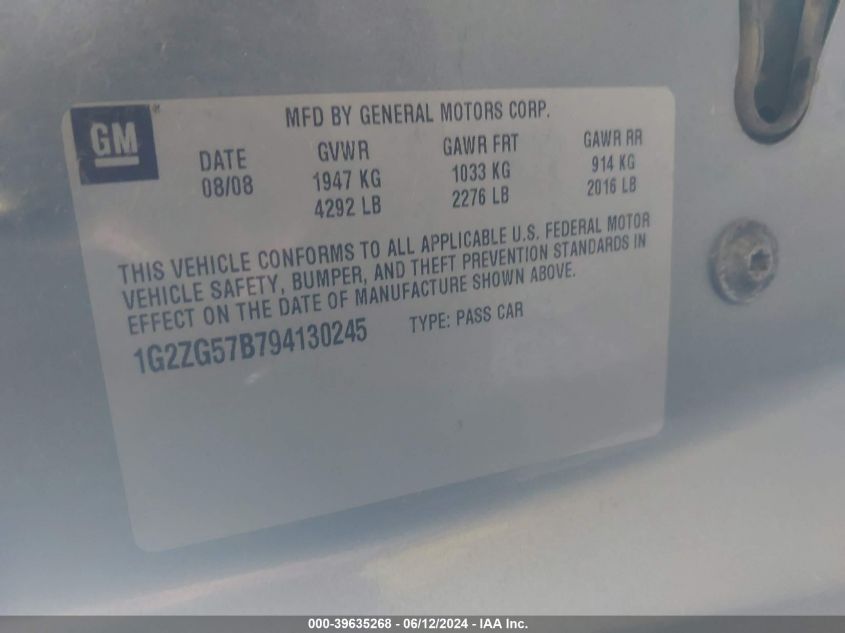 GM
MFD BY GENERAL MOTORS CORP.
DATE GVWR GAWR FRT GAWR RR
08/08 1947 KG 1033 KG 914 KG
4292 LB 2276 LB 2016 LB
THIS VEHICLE CONFORMS TO ALL APPLICABLE U.S. FEDERAL MOTOR
VEHICLE SAFETY, BUMPER, AND THEFT PREVENTION STANDARDS IN
EFFECT ON THE DATE OF MANUFACTURE SHOWN ABOVE.
1G2ZG57B794130245 TYPE: PASS CAR
000-39635268 - 06/12/2024 - IAA Inc.